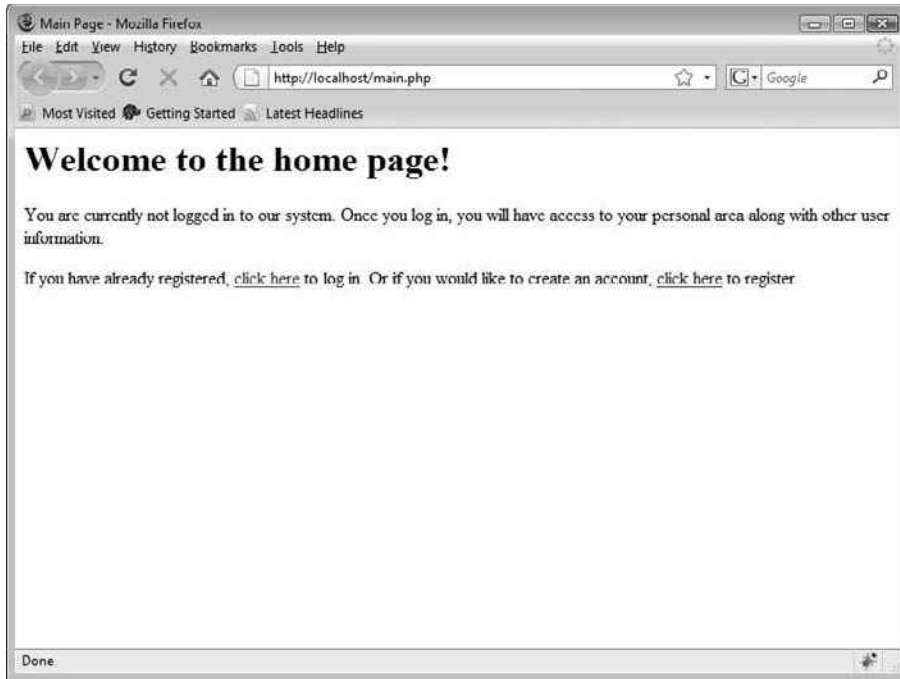 Main Page - Mozilla Firefox
File Edit View History Bookmarks Tools Help
http://localhost/main.php
G Google
Most Visited Getting Started Latest Headlines
Welcome to the home page!
You are currently not logged in to our system. Once you log in, you will have access to your personal area along with other user
information.
If you have already registered, click here to log in. Or if you would like to create an account, click here to register.
Done